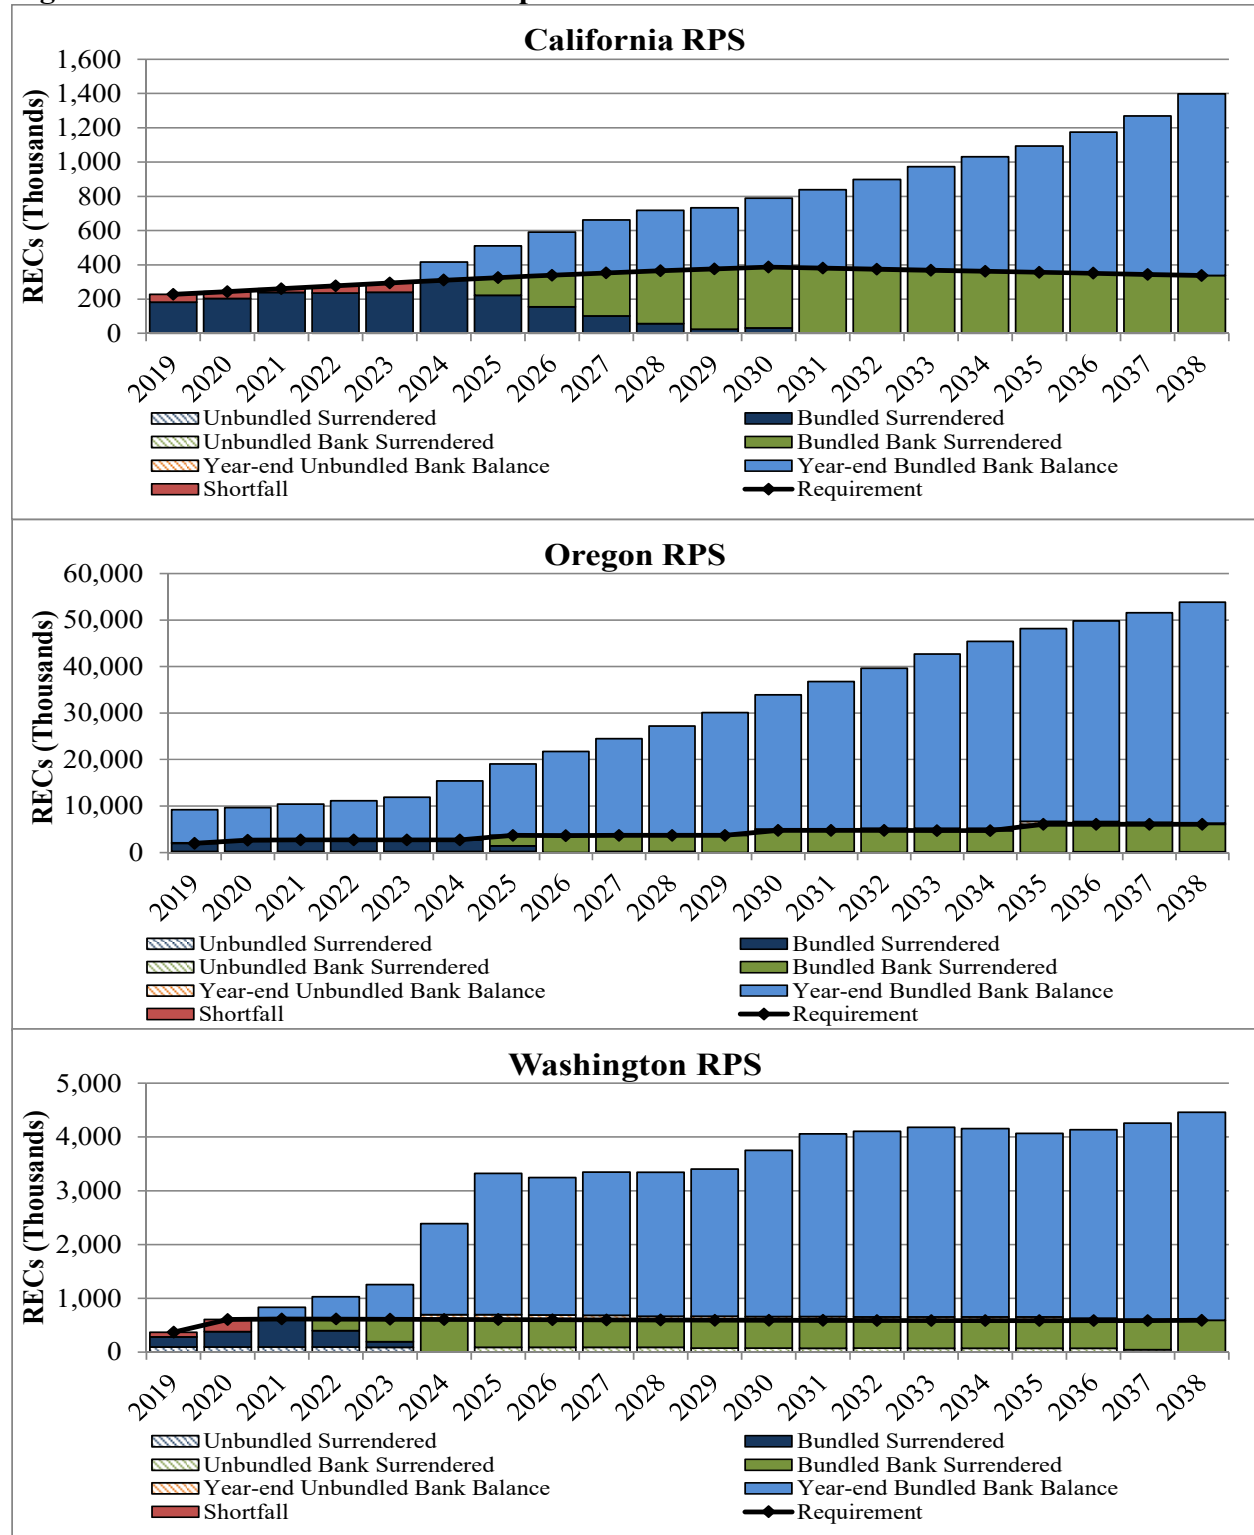 California RPS
RECs (Thousands)
1,600
1,400
1,200
1,000
800
600
400
200
0
2019 2020 2021 2022 2023 2024 2025 2026 2027 2028 2029 2030 2031 2032 2033 2034 2035 2036 2037 2038
Unbundled Surrendered Bundled Surrendered
Unbundled Bank Surrendered Bundled Bank Surrendered
Year-end Unbundled Bank Balance Year-end Bundled Bank Balance
Shortfall Requirement
Oregon RPS
RECs (Thousands)
60,000
50,000
40,000
30,000
20,000
10,000
0
2019 2020 2021 2022 2023 2024 2025 2026 2027 2028 2029 2030 2031 2032 2033 2034 2035 2036 2037 2038
Unbundled Surrendered Bundled Surrendered
Unbundled Bank Surrendered Bundled Bank Surrendered
Year-end Unbundled Bank Balance Year-end Bundled Bank Balance
Shortfall Requirement
Washington RPS
RECs (Thousands)
5,000
4,000
3,000
2,000
1,000
0
2019 2020 2021 2022 2023 2024 2025 2026 2027 2028 2029 2030 2031 2032 2033 2034 2035 2036 2037 2038
Unbundled Surrendered Bundled Surrendered
Unbundled Bank Surrendered Bundled Bank Surrendered
Year-end Unbundled Bank Balance Year-end Bundled Bank Balance
Shortfall Requirement